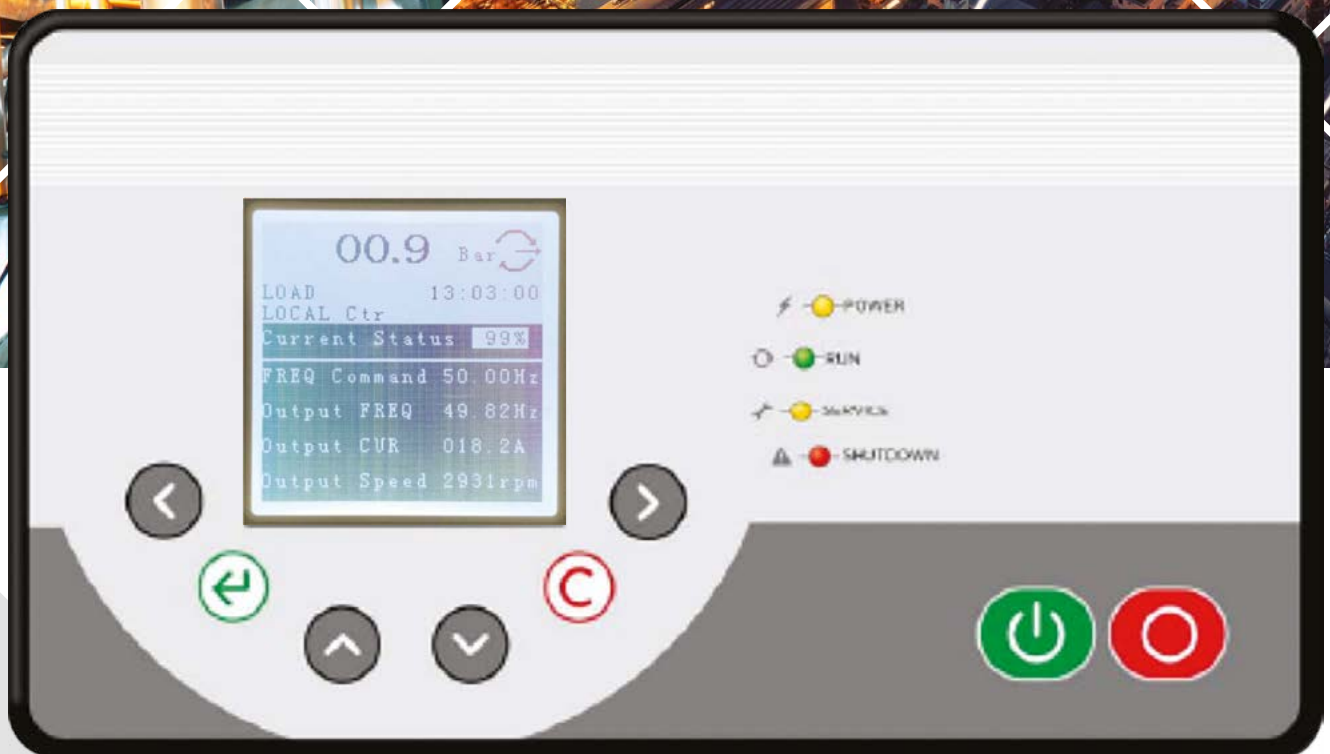 00.9 Bar
LOAD 13:03:00
LOCAL Ctr
Current Status 99%
FREQ Command 50.00Hz
Output FREQ 49.82Hz
Output CUR 018.2A
Output Speed 2931rpm
POWER
RUN
SERVICE
SHUTDOWN
C